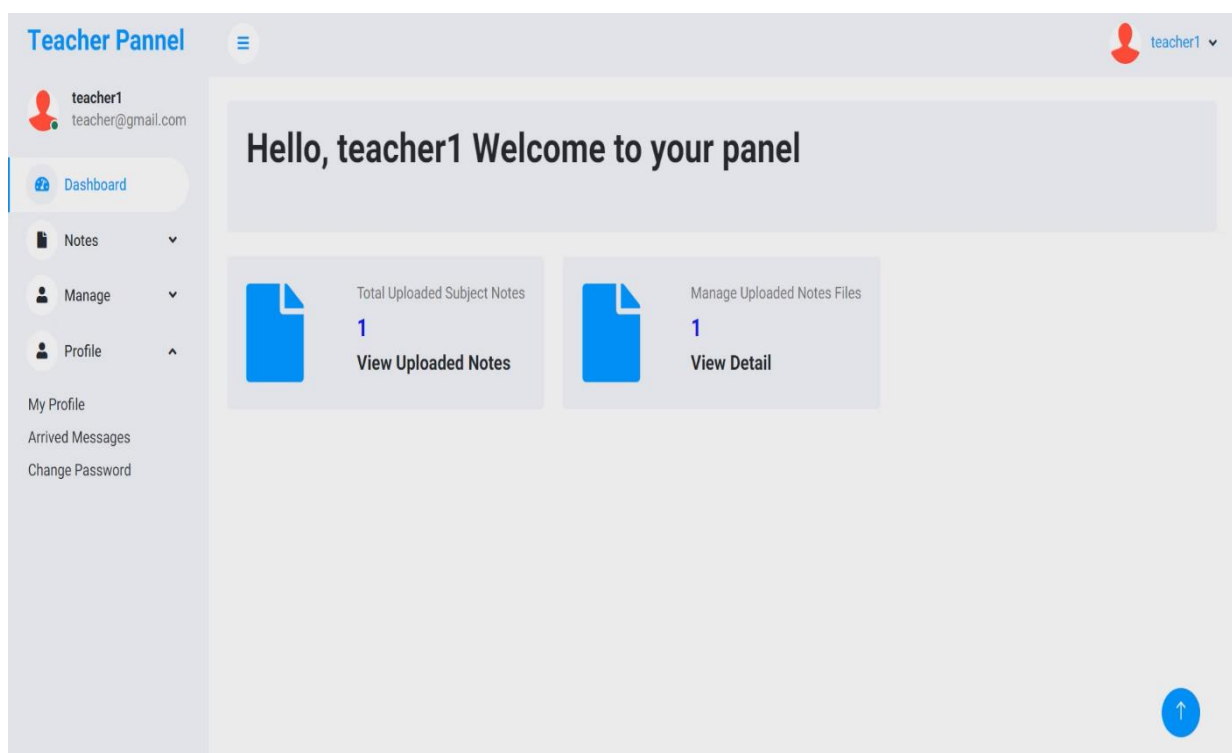 Teacher Pannel
teacher1
teacher1
teacher@gmail.com
Dashboard
Notes
Manage
Profile
My Profile
Arrived Messages
Change Password
Hello, teacher1 Welcome to your panel
Total Uploaded Subject Notes
1
View Uploaded Notes
Manage Uploaded Notes Files
1
View Detail